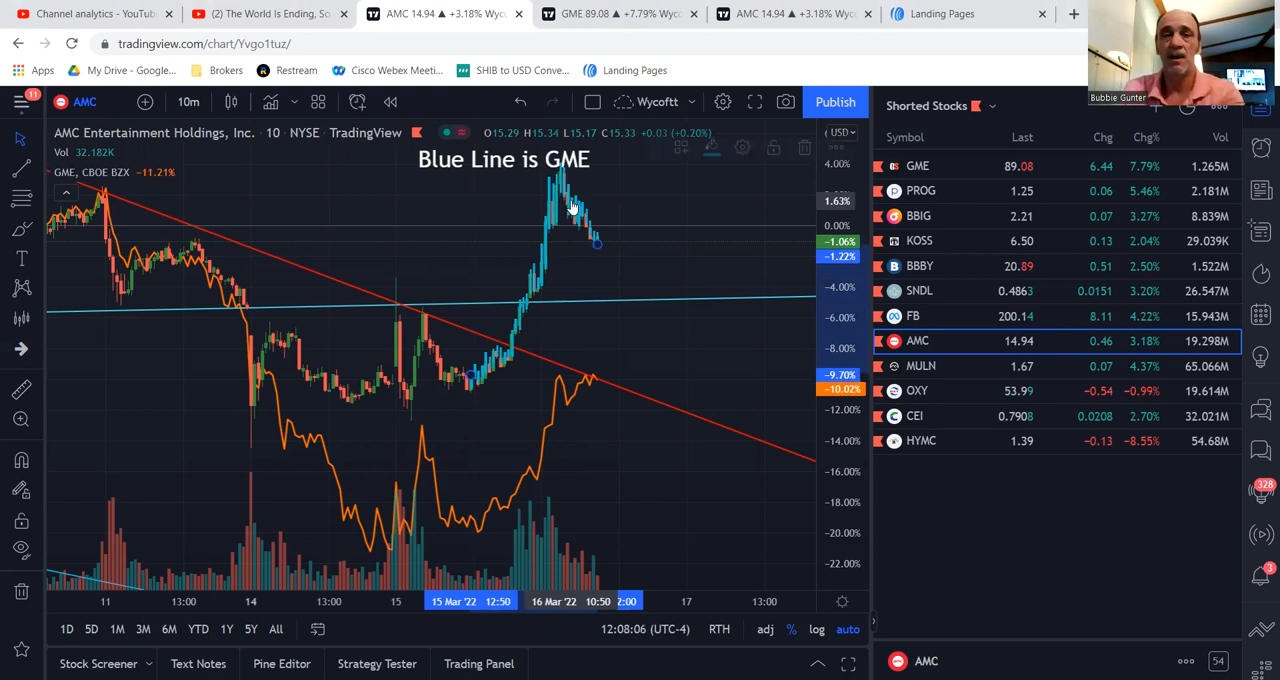 Channel analytics - YouTub
(2) The World Is Ending, So
AMC 14.94 ▲ +3.18% Wyco
GME 89.08 ▲ +7.79% Wyco
AMC 14.94 ▲ +3.18% Wyco
Landing Pages
tradingview.com/chart/Yvgo1tuz/
Apps
My Drive - Google...
Brokers
Restream
Cisco Webex Meeti...
SHIB to USD Conve...
Landing Pages
Bubbie Gunter
11
AMC
10m
Wycoftt
Publish
Shorted Stocks
AMC Entertainment Holdings, Inc. · 10 · NYSE · TradingView
O15.29 H15.34 L15.17 C15.33 +0.03 (+0.20%)
USD
Vol 32.182K
GME, CBOE BZX −11.21%
Blue Line is GME
Symbol Last Chg Chg% Vol
GME 89.08 6.44 7.79% 1.265M
PROG 1.25 0.06 5.46% 2.181M
BBIG 2.21 0.07 3.27% 8.839M
KOSS 6.50 0.13 2.04% 29.039K
BBBY 20.89 0.51 2.50% 1.522M
SNDL 0.4863 0.0151 3.20% 26.547M
FB 200.14 8.11 4.22% 15.943M
AMC 14.94 0.46 3.18% 19.298M
MULN 1.67 0.07 4.37% 65.066M
OXY 53.99 −0.54 −0.99% 19.614M
CEI 0.7908 0.0208 2.70% 32.021M
HYMC 1.39 −0.13 −8.55% 54.68M
4.00%
1.63%
0.00%
−1.06%
−1.22%
−4.00%
−6.00%
−8.00%
−9.70%
−10.02%
−12.00%
−14.00%
−16.00%
−18.00%
−20.00%
−22.00%
11 13:00 14 13:00 15 15 Mar '22 12:50 16 Mar '22 10:50 2:00 17 13:00
328
3
1D 5D 1M 3M 6M YTD 1Y 5Y All
12:08:06 (UTC-4) RTH adj % log auto
Stock Screener
Text Notes
Pine Editor
Strategy Tester
Trading Panel
AMC
54